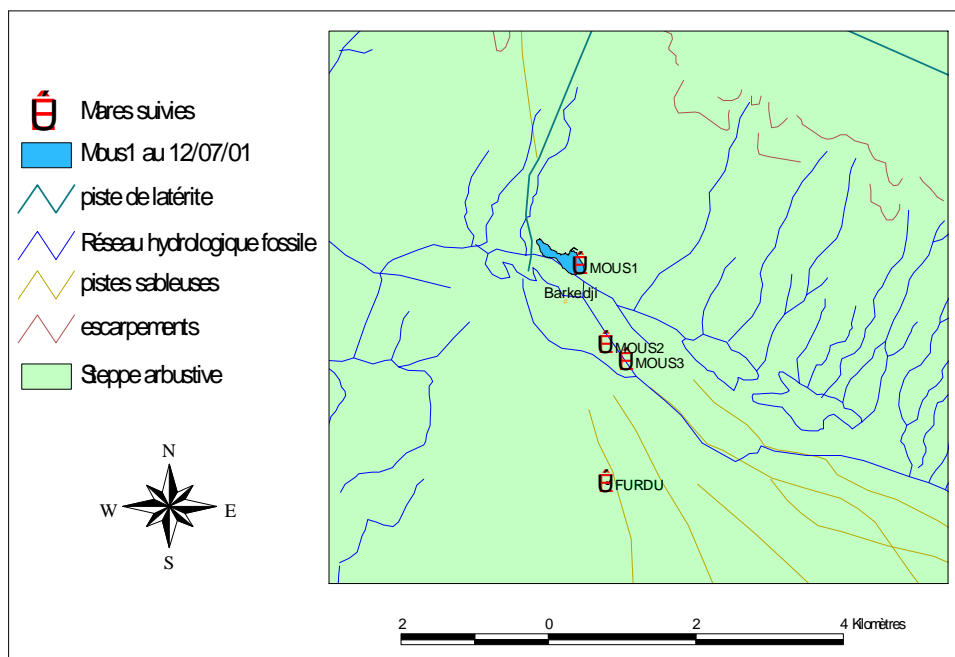 Mares suivies
Mous1 au 12/07/01
piste de latérite
Réseau hydrologique fossile
pistes sableuses
escarpements
Steppe arbustive
N
W E
S
MOUS1
Barkedji
MOUS2
MOUS3
FURDU
2 0 2 4 Kilomètres